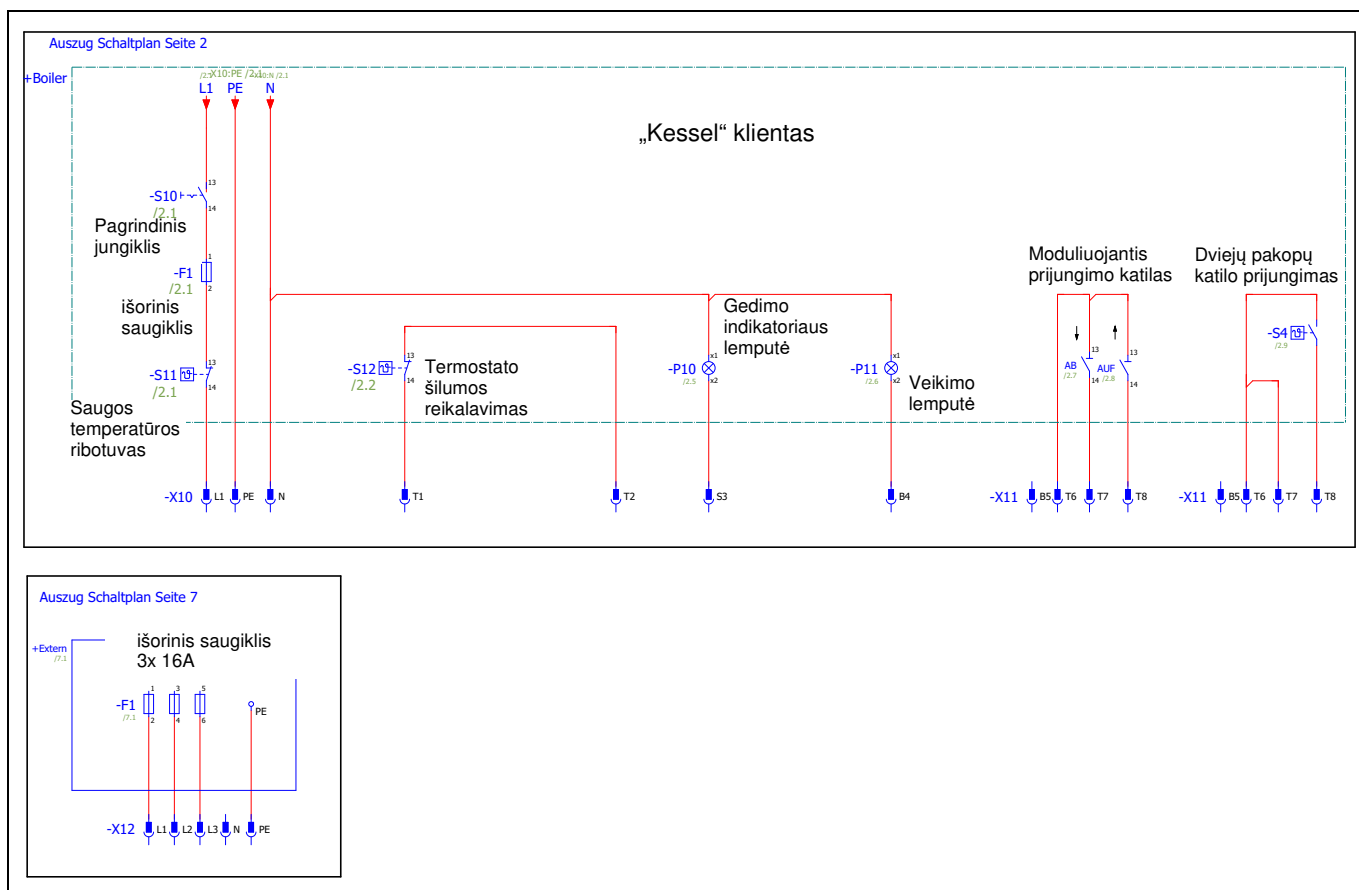 Auszug Schaltplan Seite 2
+Boiler
X10:PE /2.1
L1 PE N
„Kessel“ klientas
-S10
/2.1
13
14
Pagrindinis
jungiklis
-F1
/2.1
1
2
išorinis
saugiklis
-S11
/2.1
13
14
Saugos
temperatūros
ribotuvas
-S12
/2.2
13
14
Termostato
šilumos
reikalavimas
Gedimo
indikatoriaus
lemputė
-P10
/2.5
x1
x2
-P11
/2.6
x1
x2
Veikimo
lemputė
Moduliuojantis
prijungimo katilas
AB
/2.7
13
14
AUF
/2.8
13
14
Dviejų pakopų
katilo prijungimas
-S4
/2.9
-X10 L1 PE N T1 T2 S3 B4
-X11 B5 T6 T7 T8
-X11 B5 T6 T7 T8
Auszug Schaltplan Seite 7
+Extern
/7.1
išorinis saugiklis
3x 16A
-F1
/7.1
1 3 5
2 4 6
PE
-X12 L1 L2 L3 N PE